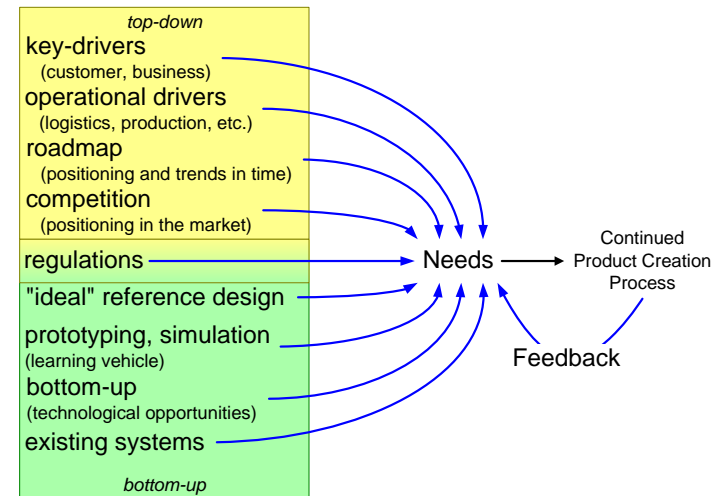 top-down
key-drivers
(customer, business)
operational drivers
(logistics, production, etc.)
roadmap
(positioning and trends in time)
competition
(positioning in the market)
regulations
"ideal" reference design
prototyping, simulation
(learning vehicle)
bottom-up
(technological opportunities)
existing systems
bottom-up
Needs
Continued
Product Creation
Process
Feedback